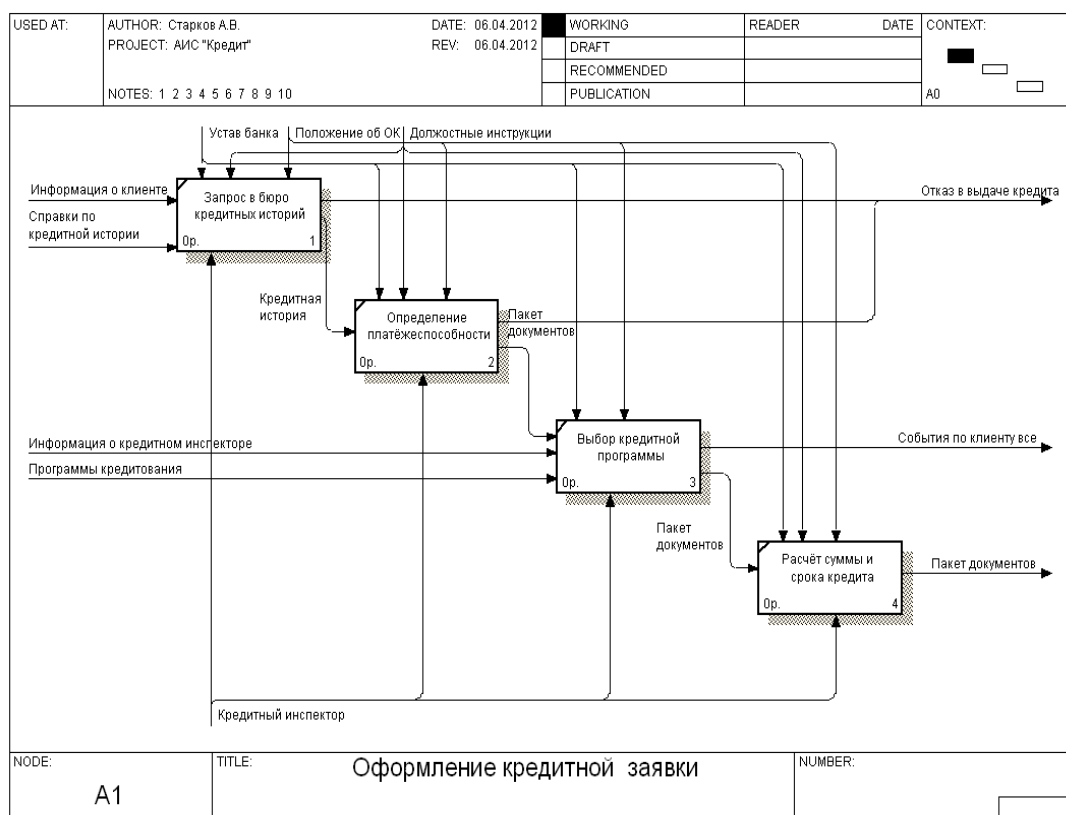 USED AT:
AUTHOR: Старков А.В.
DATE: 06.04.2012
PROJECT: АИС "Кредит"
REV: 06.04.2012
NOTES: 1 2 3 4 5 6 7 8 9 10
WORKING
DRAFT
RECOMMENDED
PUBLICATION
READER DATE
CONTEXT:
A0
Устав банка
Положение об ОК
Должостные инструкции
Информация о клиенте
Справки по
кредитной истории
Запрос в бюро
кредитных историй
0р. 1
Отказ в выдаче кредита
Кредитная
история
Определение
платёжеспособности
0р. 2
Пакет
документов
Информация о кредитном инспекторе
Программы кредитования
Выбор кредитной
программы
0р. 3
События по клиенту все
Пакет
документов
Расчёт суммы и
срока кредита
0р. 4
Пакет документов
Кредитный инспектор
NODE:
A1
TITLE:
Оформление кредитной заявки
NUMBER: